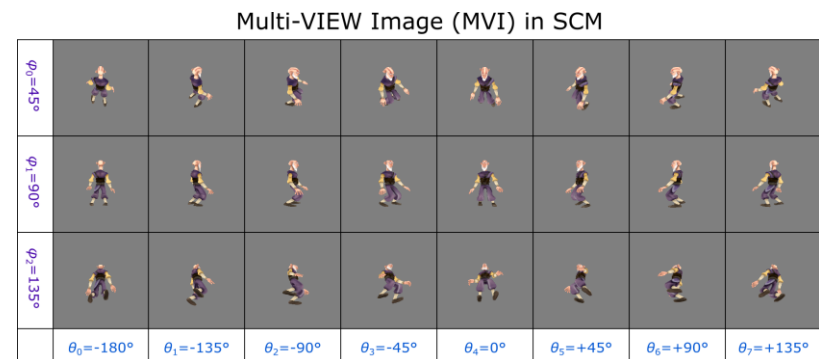 Multi-VIEW Image (MVI) in SCM
φ₀=45°
φ₁=90°
φ₂=135°
θ₀=-180° θ₁=-135° θ₂=-90° θ₃=-45° θ₄=0° θ₅=+45° θ₆=+90° θ₇=+135°